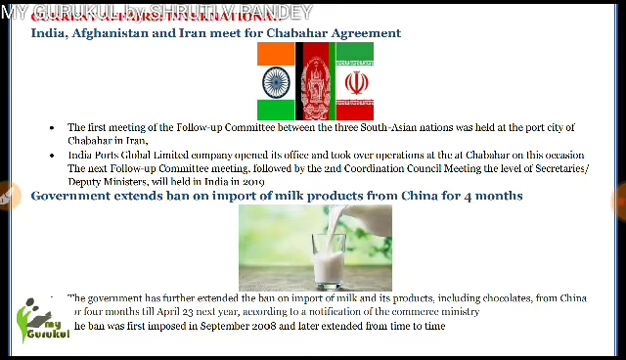 MY GURUKUL by SHRUTI V PANDEY
CURRENT AFFAIRS: INTERNATIONAL
India, Afghanistan and Iran meet for Chabahar Agreement
• The first meeting of the Follow-up Committee between the three South-Asian nations was held at the port city of
Chabahar in Iran,
• India Ports Global Limited company opened its office and took over operations at the at Chabahar on this occasion
The next Follow-up Committee meeting, followed by the 2nd Coordination Council Meeting the level of Secretaries/
Deputy Ministers, will held in India in 2019
Government extends ban on import of milk products from China for 4 months
The government has further extended the ban on import of milk and its products, including chocolates, from China
or four months till April 23 next year, according to a notification of the commerce ministry
he ban was first imposed in September 2008 and later extended from time to time
my
Gurukul